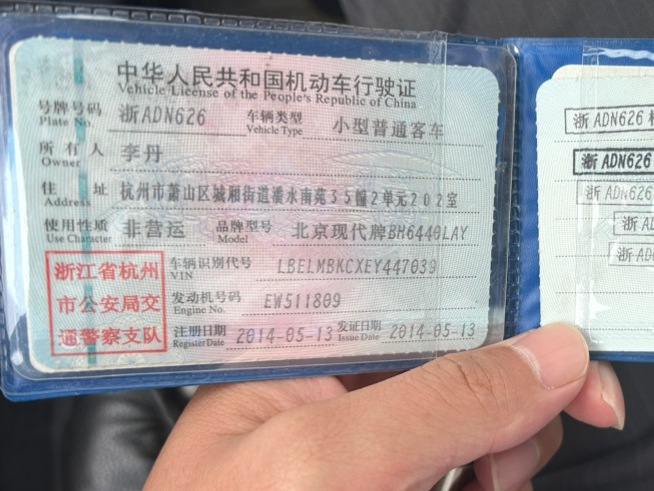 中华人民共和国机动车行驶证
Vehicle License of the People's Republic of China
号牌号码 浙ADN626 车辆类型 小型普通客车
Plate No. Vehicle Type
所有人 李丹
Owner
住址 杭州市萧山区城厢街道潘水南苑35幢2单元202室
Address
使用性质 非营运 品牌型号 北京现代牌BH6440LAY
Use Character Model
浙江省杭州
市公安局交
通警察支队
车辆识别代号 LBELMBKCXEY447039
VIN
发动机号码 EW511809
Engine No.
注册日期 2014-05-13 发证日期 2014-05-13
Register Date Issue Date
浙ADN626
浙ADN626
浙ADN626
浙AD
浙AD